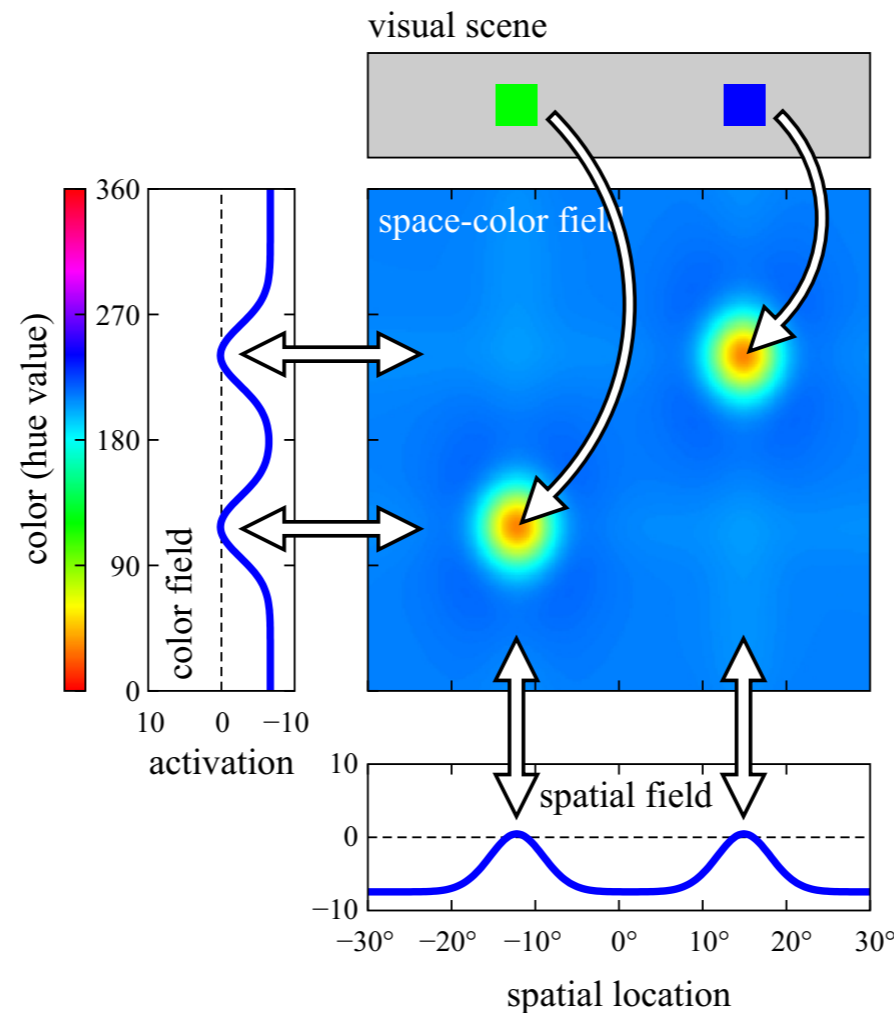 visual scene
space-color field
color (hue value)
360
270
180
90
0
color field
10 0 −10
activation
spatial field
10
0
−10
−30° −20° −10° 0° 10° 20° 30°
spatial location